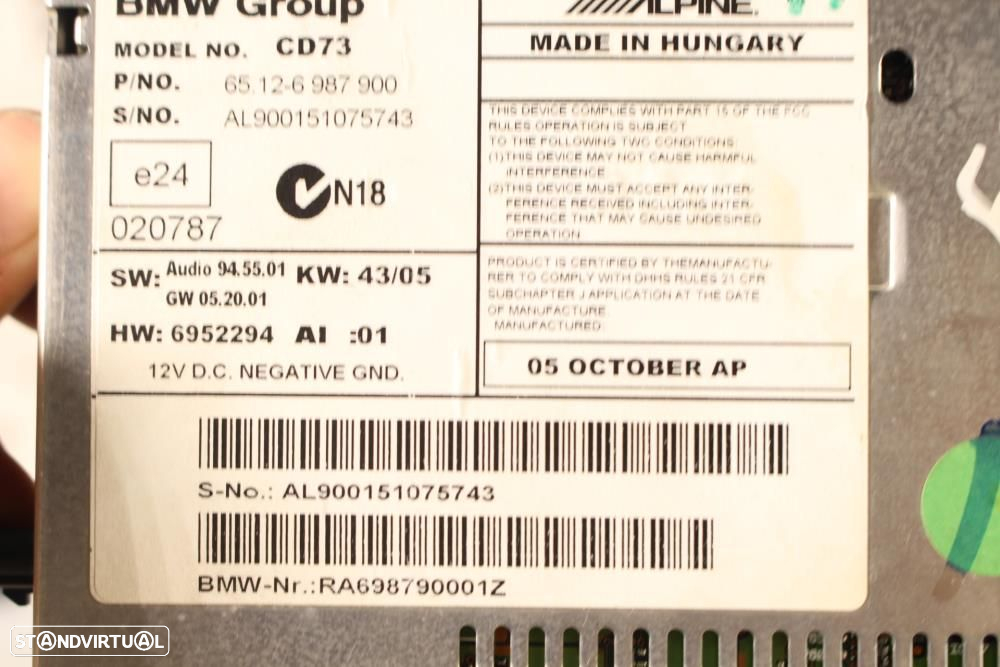 BMW Group
ALPINE.
MODEL NO. CD73
P/NO. 65.12-6 987 900
S/NO. AL900151075743
e24
020787
N18
SW: Audio 94.55.01 KW: 43/05
GW 05.20.01
HW: 6952294 AI :01
12V D.C. NEGATIVE GND.
MADE IN HUNGARY
THIS DEVICE COMPLIES WITH PART 15 OF THE FCC
RULES OPERATION IS SUBJECT
TO THE FOLLOWING TWO CONDITIONS:
(1)THIS DEVICE MAY NOT CAUSE HARMFUL
INTERFERENCE
(2)THIS DEVICE MUST ACCEPT ANY INTER-
FERENCE RECEIVED INCLUDING INTER-
FERENCE THAT MAY CAUSE UNDESIRED
OPERATION
PRODUCT IS CERTIFIED BY THEMANUFACTU-
RER TO COMPLY WITH DHHS RULES 21 CFR
SUBCHAPTER J APPLICATION AT THE DATE
OF MANUFACTURE.
MANUFACTURED:
05 OCTOBER AP
S-No.: AL900151075743
BMW-Nr.:RA698790001Z
STANDVIRTUAL